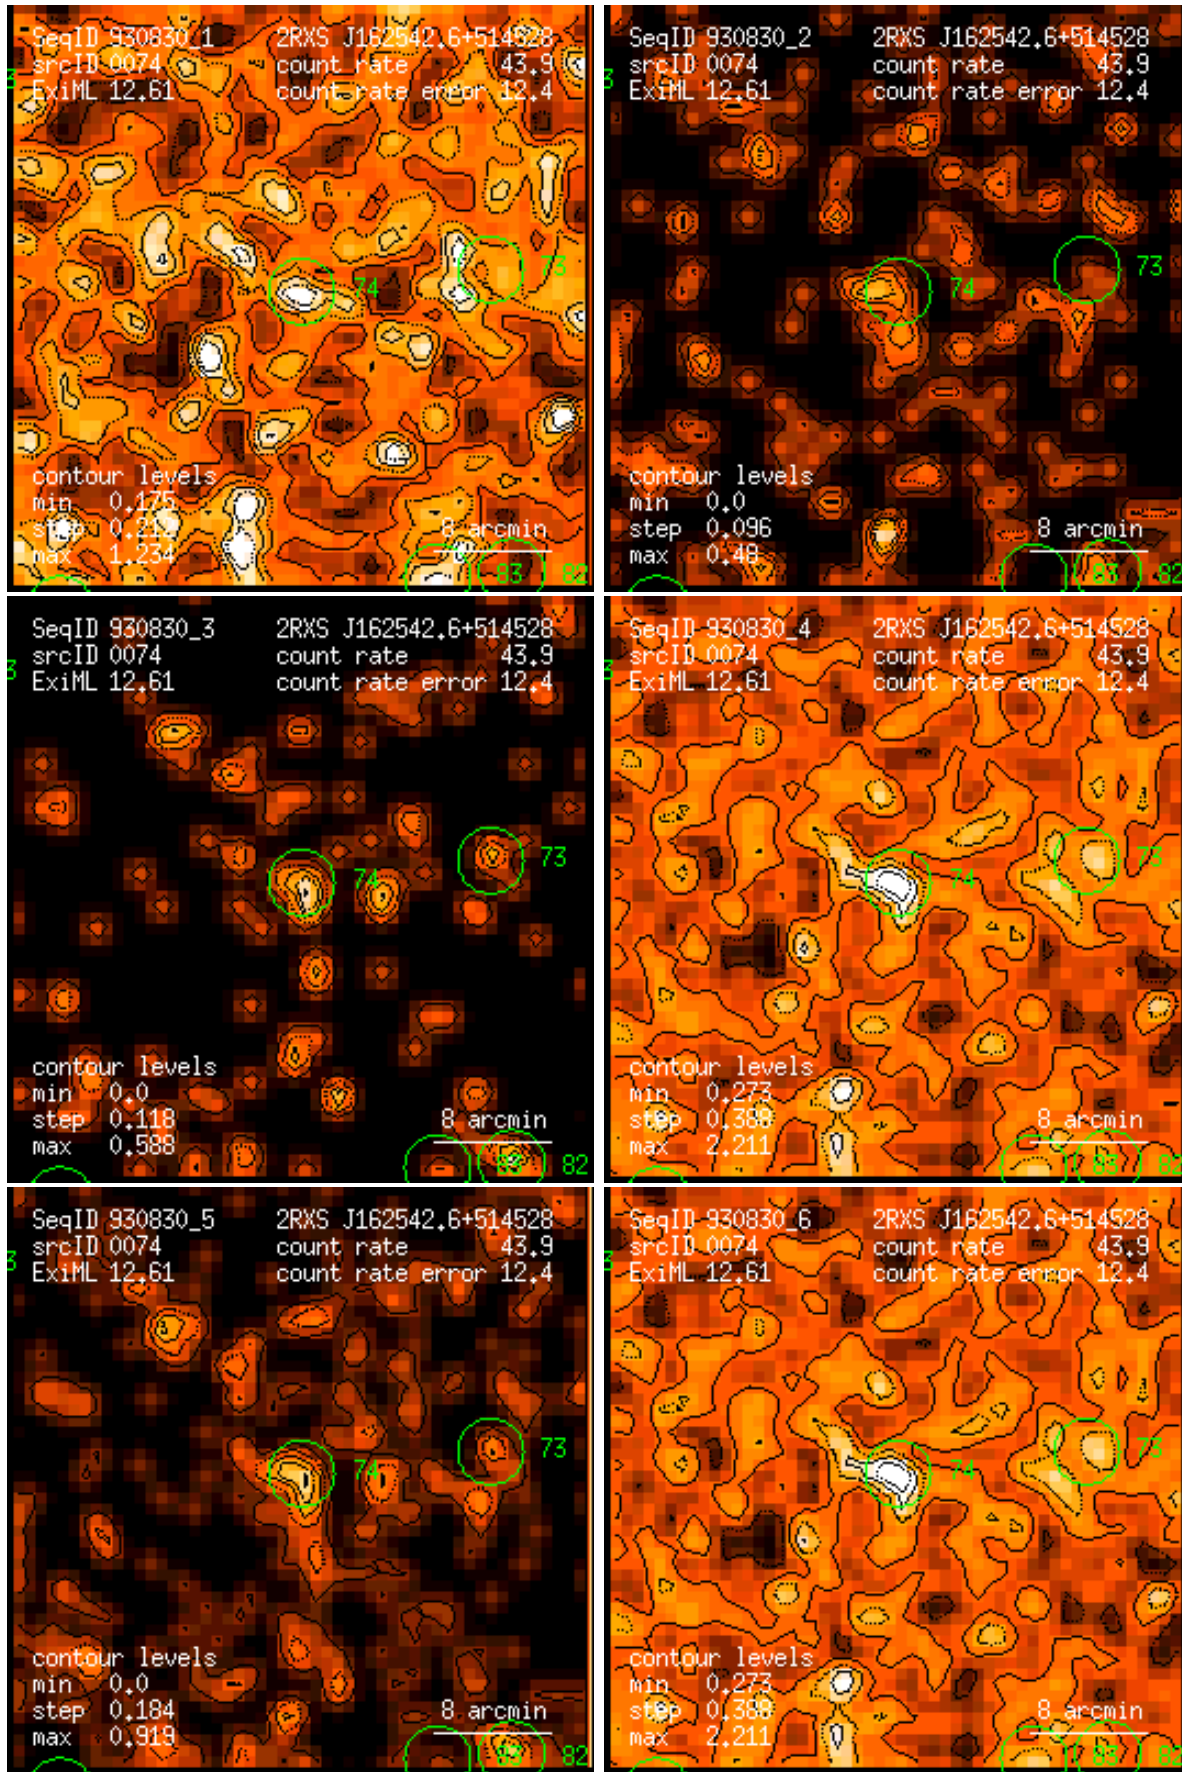 SeqID 930830_1 2RXS J162542.6+514528
srcID 0074 count rate 43.9
ExiML 12.61 count rate error 12.4
73
74
contour levels
min 0.175
step 0.212
max 1.234
8 arcmin
83 82
SeqID 930830_2 2RXS J162542.6+514528
srcID 0074 count rate 43.9
ExiML 12.61 count rate error 12.4
3
73
74
contour levels
min 0.0
step 0.096
max 0.48
8 arcmin
83 82
SeqID 930830_3 2RXS J162542.6+514528
srcID 0074 count rate 43.9
ExiML 12.61 count rate error 12.4
73
74
contour levels
min 0.0
step 0.118
max 0.588
8 arcmin
83 82
SeqID 930830_4 2RXS J162542.6+514528
srcID 0074 count rate 43.9
ExiML 12.61 count rate error 12.4
3
73
74
contour levels
min 0.273
step 0.388
max 2.211
8 arcmin
83 82
SeqID 930830_5 2RXS J162542.6+514528
srcID 0074 count rate 43.9
ExiML 12.61 count rate error 12.4
73
74
contour levels
min 0.0
step 0.184
max 0.919
8 arcmin
83 82
SeqID 930830_6 2RXS J162542.6+514528
srcID 0074 count rate 43.9
ExiML 12.61 count rate error 12.4
3
73
74
contour levels
min 0.273
step 0.388
max 2.211
8 arcmin
83 82